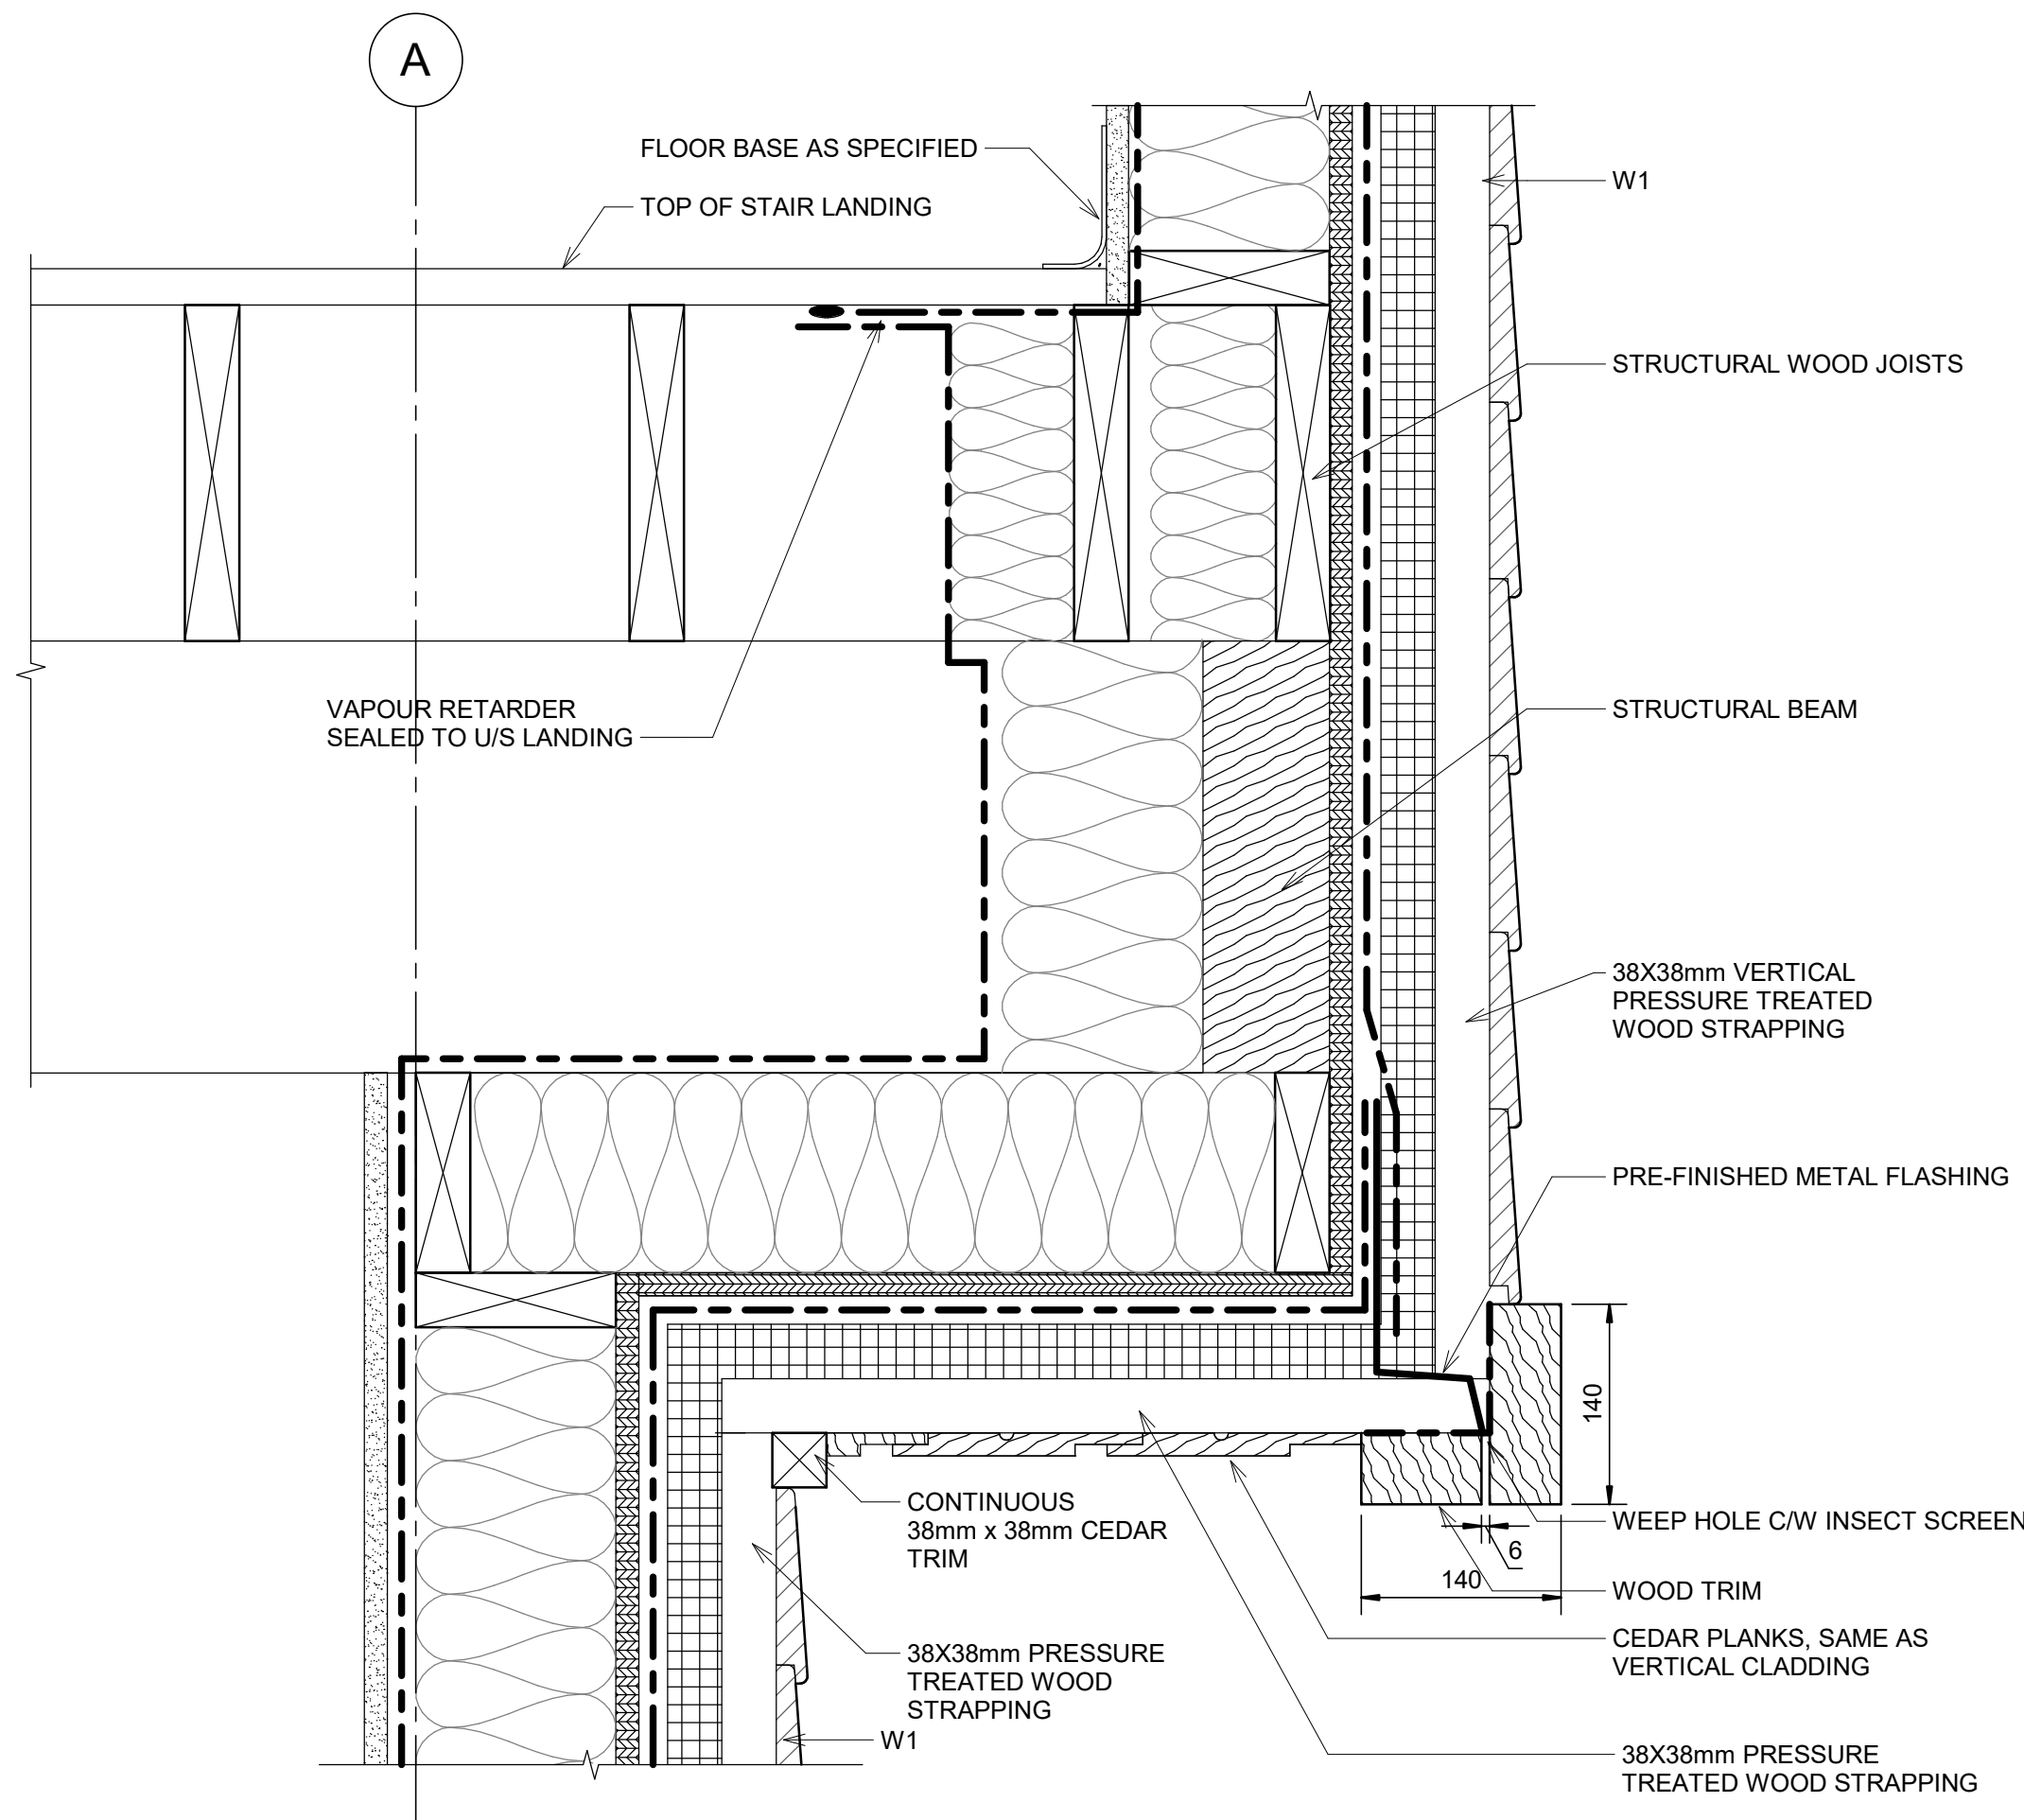 A
FLOOR BASE AS SPECIFIED
TOP OF STAIR LANDING
W1
STRUCTURAL WOOD JOISTS
VAPOUR RETARDER
SEALED TO U/S LANDING
STRUCTURAL BEAM
38X38mm VERTICAL
PRESSURE TREATED
WOOD STRAPPING
PRE-FINISHED METAL FLASHING
140
CONTINUOUS
38mm x 38mm CEDAR
TRIM
WEEP HOLE C/W INSECT SCREEN
6
140
WOOD TRIM
CEDAR PLANKS, SAME AS
VERTICAL CLADDING
38X38mm PRESSURE
TREATED WOOD
STRAPPING
W1
38X38mm PRESSURE
TREATED WOOD STRAPPING